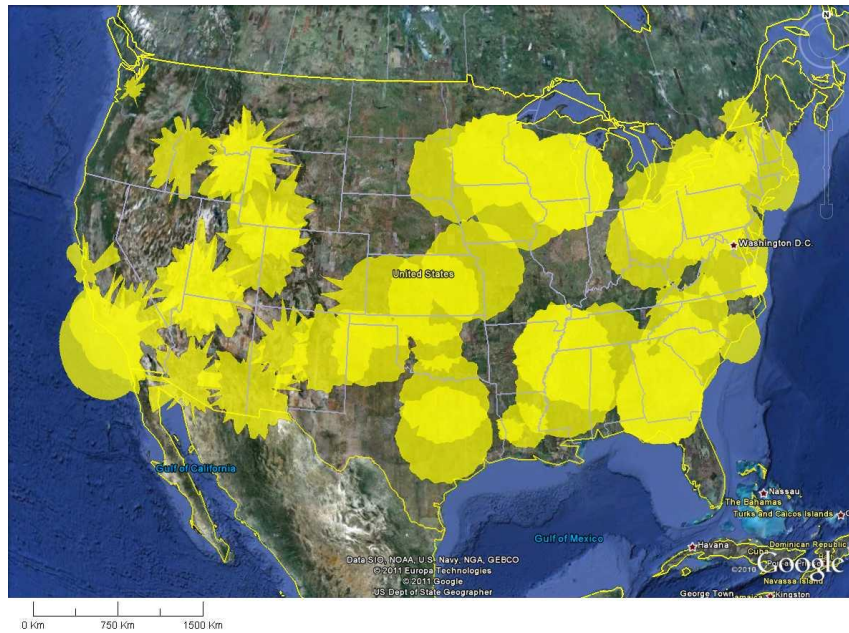 N
United States
Washington D.C.
Gulf of California
Nassau
The Bahamas
Turks and Caicos Islands
Gulf of Mexico
Havana
Dominican Republic
Cuba
Data SIO, NOAA, U.S. Navy, NGA, GEBCO
© 2011 Europa Technologies
© 2011 Google
US Dept of State Geographer
©2010
Google
Navassa Island
George Town
Jamaica
Kingston
0 Km
750 Km
1500 Km